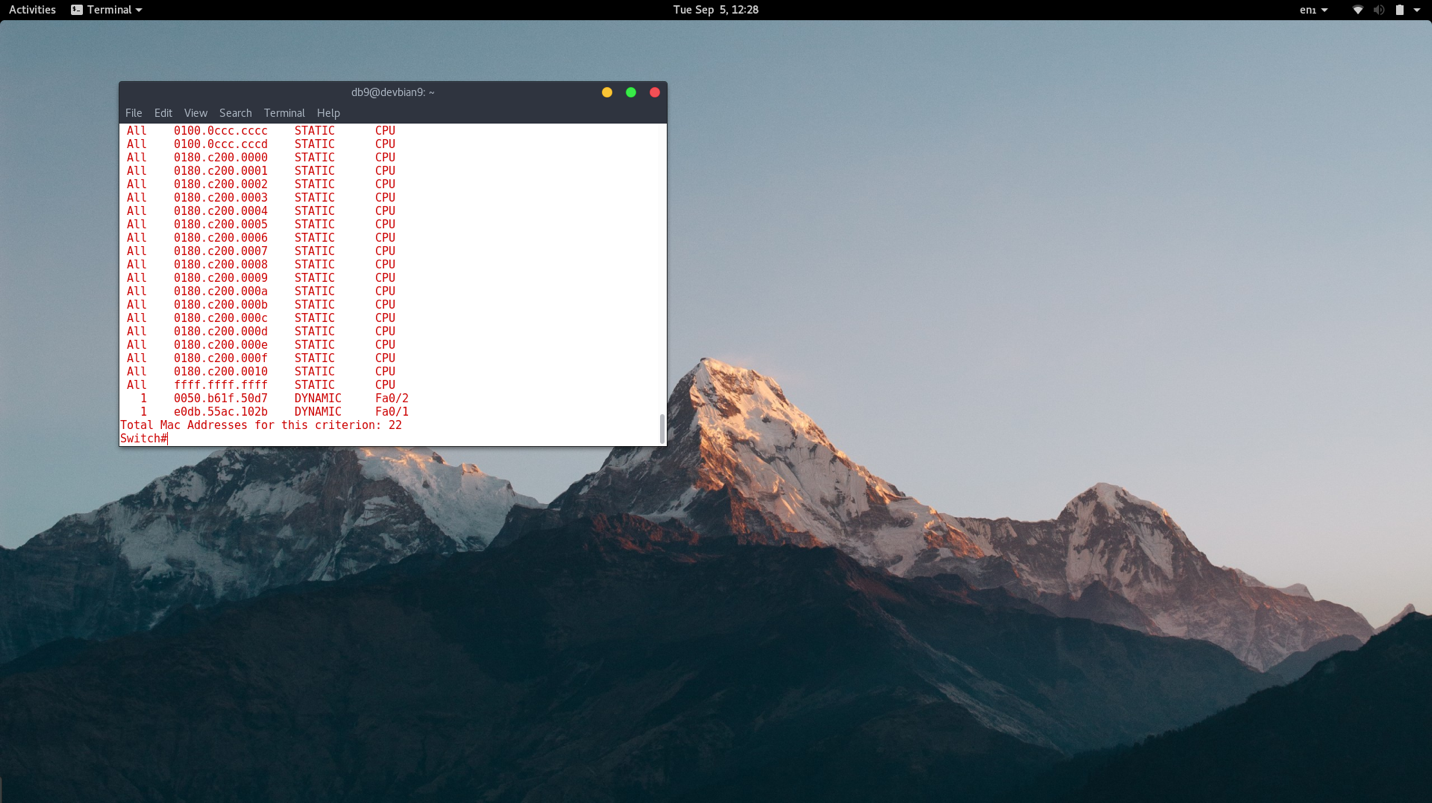 Activities Terminal Tue Sep 5, 12:28 en₁
db9@devbian9: ~
File Edit View Search Terminal Help
All 0100.0ccc.cccc STATIC CPU
All 0100.0ccc.cccd STATIC CPU
All 0180.c200.0000 STATIC CPU
All 0180.c200.0001 STATIC CPU
All 0180.c200.0002 STATIC CPU
All 0180.c200.0003 STATIC CPU
All 0180.c200.0004 STATIC CPU
All 0180.c200.0005 STATIC CPU
All 0180.c200.0006 STATIC CPU
All 0180.c200.0007 STATIC CPU
All 0180.c200.0008 STATIC CPU
All 0180.c200.0009 STATIC CPU
All 0180.c200.000a STATIC CPU
All 0180.c200.000b STATIC CPU
All 0180.c200.000c STATIC CPU
All 0180.c200.000d STATIC CPU
All 0180.c200.000e STATIC CPU
All 0180.c200.000f STATIC CPU
All 0180.c200.0010 STATIC CPU
All ffff.ffff.ffff STATIC CPU
1 0050.b61f.50d7 DYNAMIC Fa0/2
1 e0db.55ac.102b DYNAMIC Fa0/1
Total Mac Addresses for this criterion: 22
Switch#